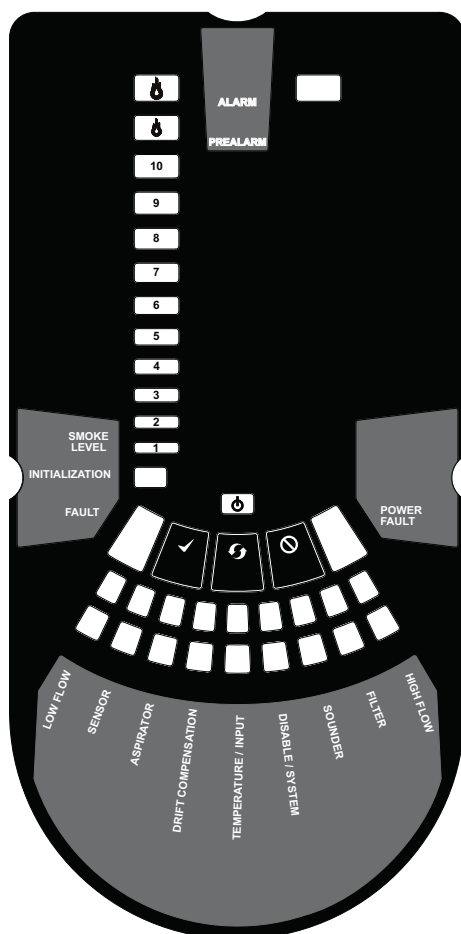 ALARM
PREALARM
10
9
8
7
6
5
4
3
2
1
SMOKE
LEVEL
INITIALIZATION
FAULT
POWER
FAULT
LOW FLOW
SENSOR
ASPIRATOR
DRIFT COMPENSATION
TEMPERATURE / INPUT
DISABLE / SYSTEM
SOUNDER
FILTER
HIGH FLOW